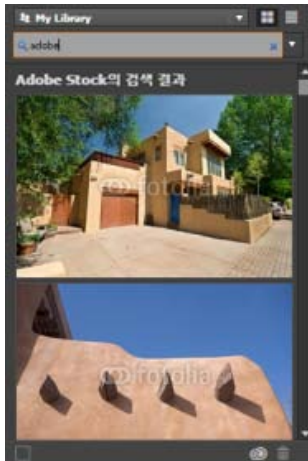 My Library
adobe
Adobe Stock의 검색 결과
fotolia
fotolia